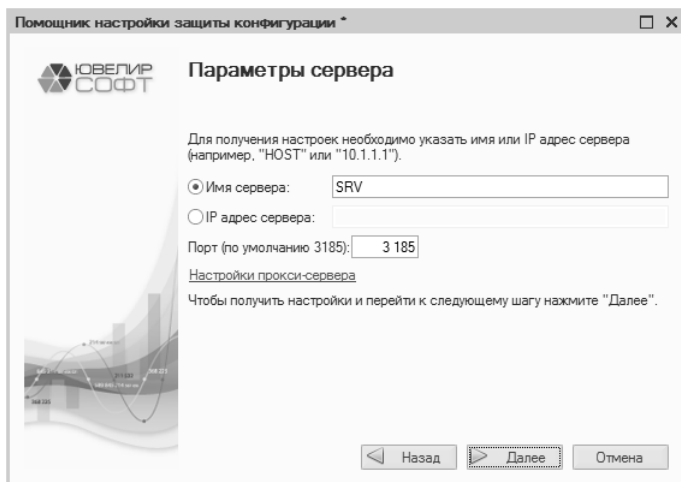 Помощник настройки защиты конфигурации *
ЮВЕЛИР
СОФТ
Параметры сервера
Для получения настроек необходимо указать имя или IP адрес сервера
(например, "HOST" или "10.1.1.1").
Имя сервера: SRV
IP адрес сервера:
Порт (по умолчанию 3185): 3 185
Настройки прокси-сервера
Чтобы получить настройки и перейти к следующему шагу нажмите "Далее".
Назад Далее Отмена